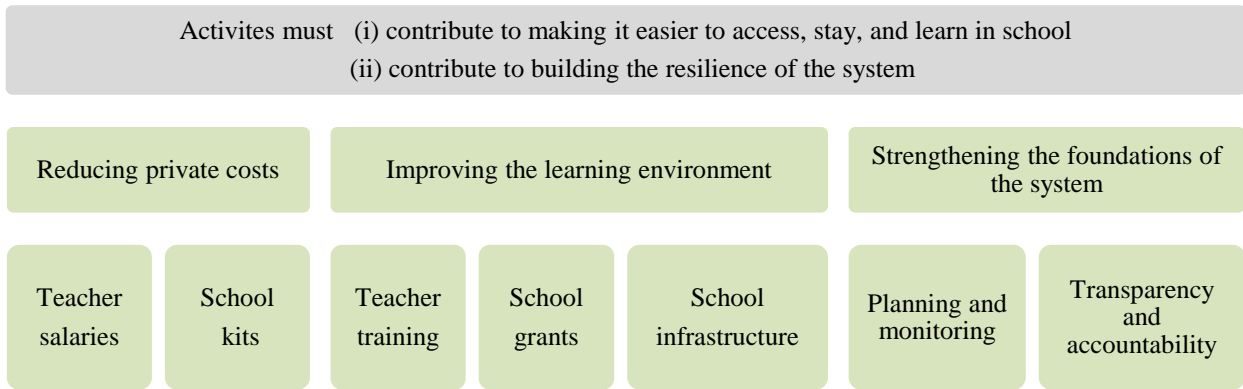 Activites must (i) contribute to making it easier to access, stay, and learn in school
(ii) contribute to building the resilience of the system
Reducing private costs
Improving the learning environment
Strengthening the foundations of
the system
Teacher
salaries
School
kits
Teacher
training
School
grants
School
infrastructure
Planning and
monitoring
Transparency
and
accountability